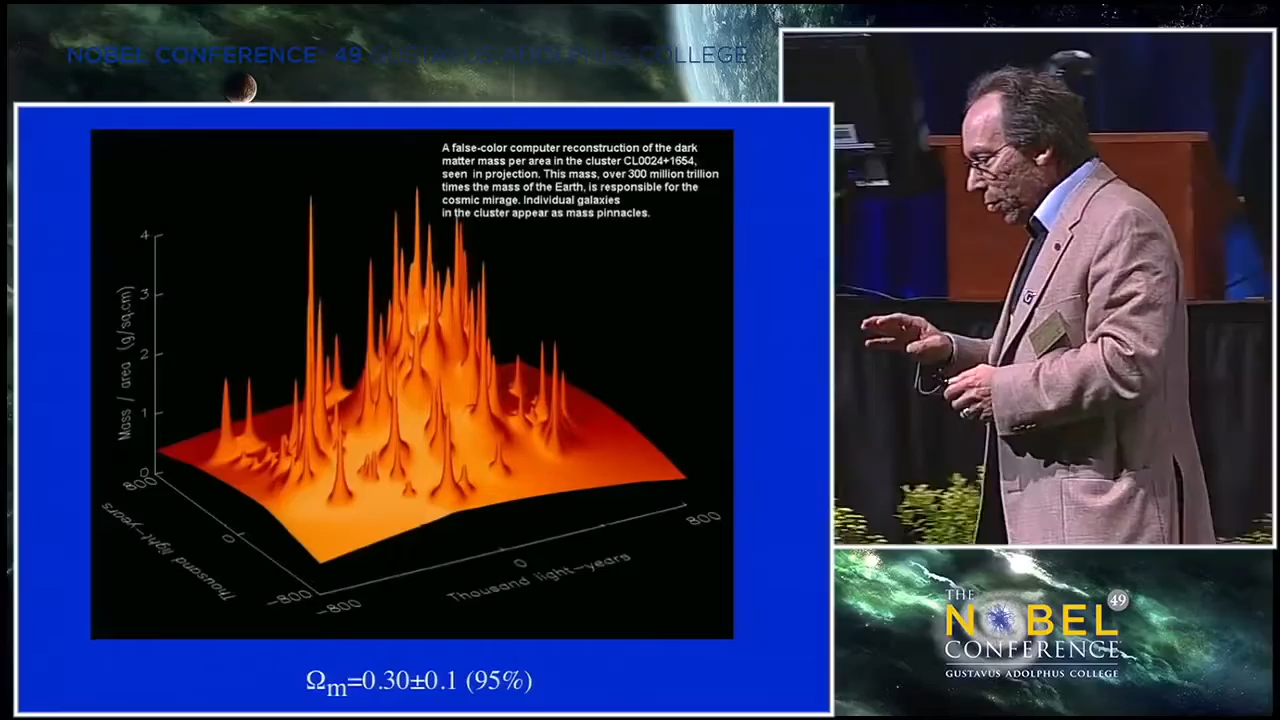 NOBEL CONFERENCE 49 GUSTAVUS ADOLPHUS COLLEGE
A false-color computer reconstruction of the dark
matter mass per area in the cluster CL0024+1654,
seen in projection. This mass, over 300 million trillion
times the mass of the Earth, is responsible for the
cosmic mirage. Individual galaxies
in the cluster appear as mass pinnacles.
4
3
2
1
0
Mass / area (g/sq.cm)
800
0
-800
Thousand light-years
-800
0
800
Thousand light-years
Ωm=0.30±0.1 (95%)
THE
NOBEL
49
CONFERENCE
GUSTAVUS ADOLPHUS COLLEGE